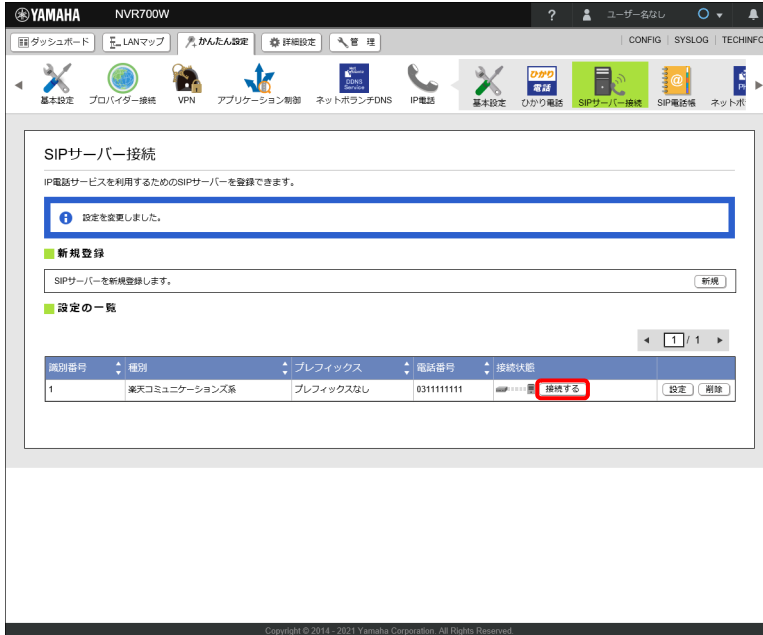 YAMAHA NVR700W ? ユーザー名なし
ダッシュボード LANマップ かんたん設定 詳細設定 管 理 CONFIG SYSLOG TECHINFO
基本設定 プロバイダー接続 VPN アプリケーション制御 ネットボランチDNS IP電話 基本設定 ひかり電話 SIPサーバー接続 SIP電話帳 ネットボ
SIPサーバー接続
IP電話サービスを利用するためのSIPサーバーを登録できます。
設定を変更しました。
新規登録
SIPサーバーを新規登録します。 新規
設定の一覧
1 / 1
識別番号 種別 プレフィックス 電話番号 接続状態
1 楽天コミュニケーションズ系 プレフィックスなし 0311111111 接続する 設定 削除
Copyright © 2014 - 2021 Yamaha Corporation. All Rights Reserved.